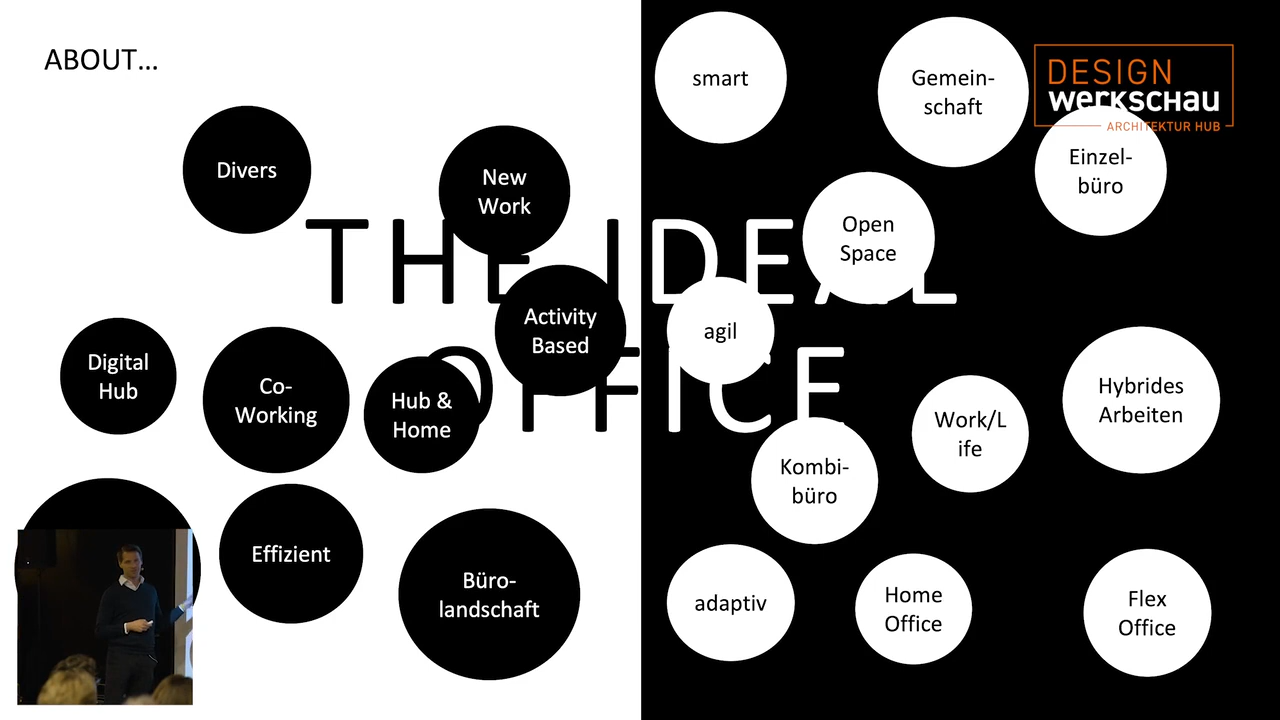 ABOUT...
smart
Gemein-
schaft
DESIGN
werkschau
ARCHITEKTUR HUB
Divers
New
Work
Einzel-
büro
Open
Space
THE IDEAL
OFFICE
Activity
Based
agil
Digital
Hub
Co-
Working
Hub &
Home
Hybrides
Arbeiten
Work/L
ife
Kombi-
büro
Effizient
Büro-
landschaft
adaptiv
Home
Office
Flex
Office